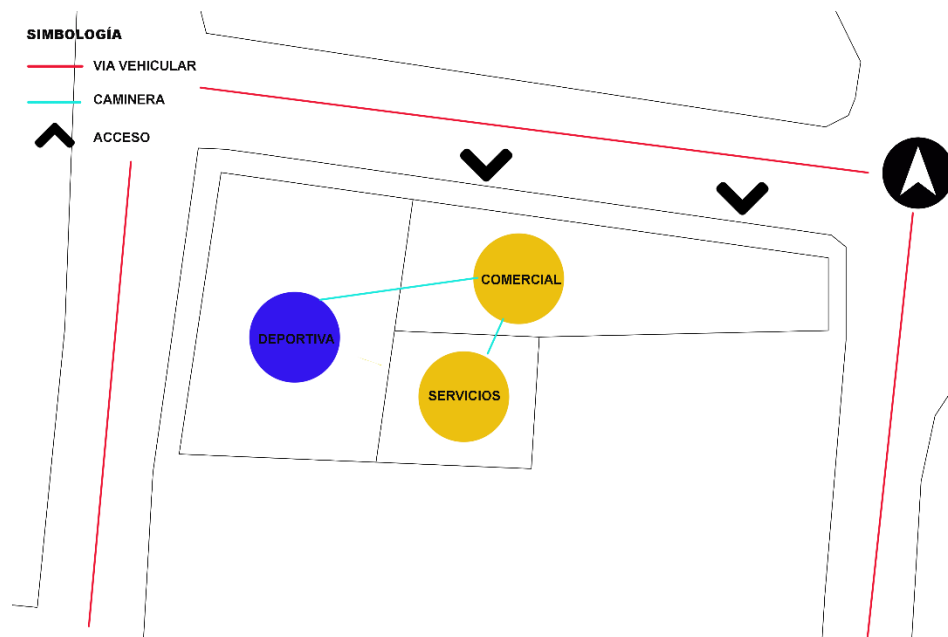 SIMBOLOGÍA
VIA VEHICULAR
CAMINERA
ACCESO
COMERCIAL
DEPORTIVA
SERVICIOS